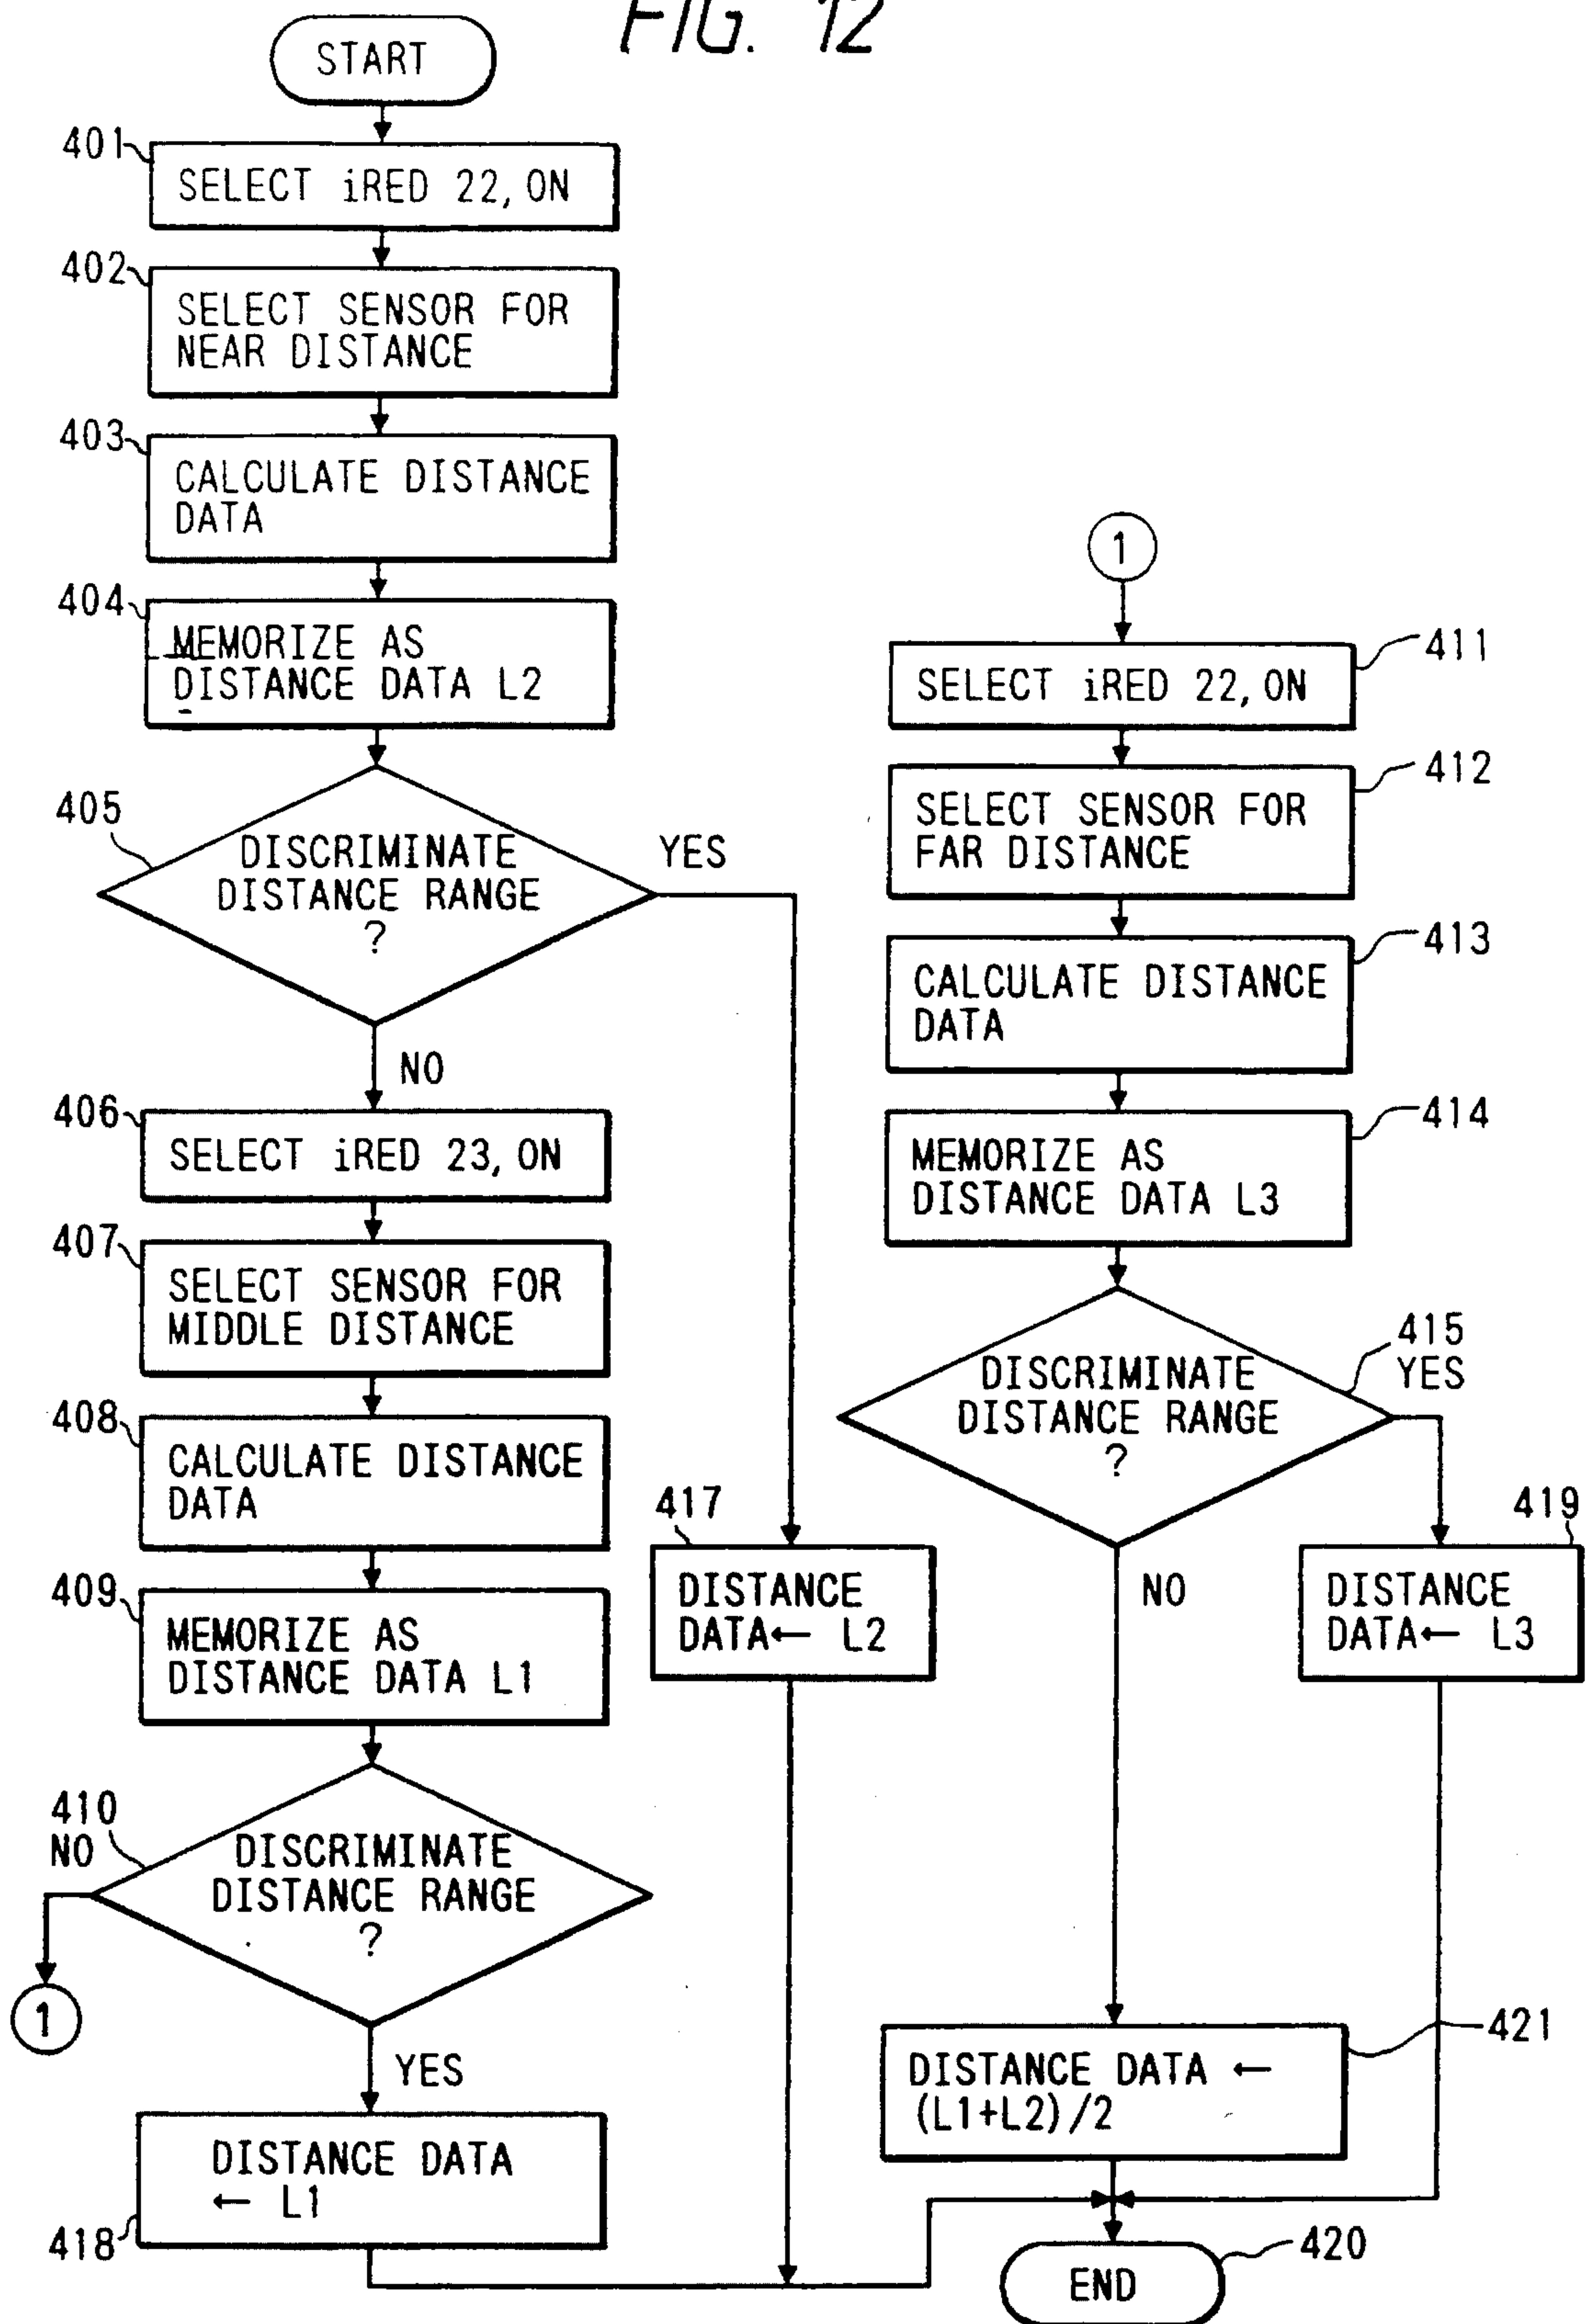 FIG. 12
START
401
SELECT iRED 22, ON
402
SELECT SENSOR FOR
NEAR DISTANCE
403
CALCULATE DISTANCE
DATA
404
MEMORIZE AS
DISTANCE DATA L2
405
DISCRIMINATE
DISTANCE RANGE
?
YES
NO
406
SELECT iRED 23, ON
407
SELECT SENSOR FOR
MIDDLE DISTANCE
408
CALCULATE DISTANCE
DATA
409
MEMORIZE AS
DISTANCE DATA L1
410
NO
DISCRIMINATE
DISTANCE RANGE
?
1
YES
DISTANCE DATA
← L1
418
417
DISTANCE
DATA← L2
1
411
SELECT iRED 22, ON
412
SELECT SENSOR FOR
FAR DISTANCE
413
CALCULATE DISTANCE
DATA
414
MEMORIZE AS
DISTANCE DATA L3
415
YES
DISCRIMINATE
DISTANCE RANGE
?
NO
419
DISTANCE
DATA← L3
421
DISTANCE DATA ←
(L1+L2)/2
420
END